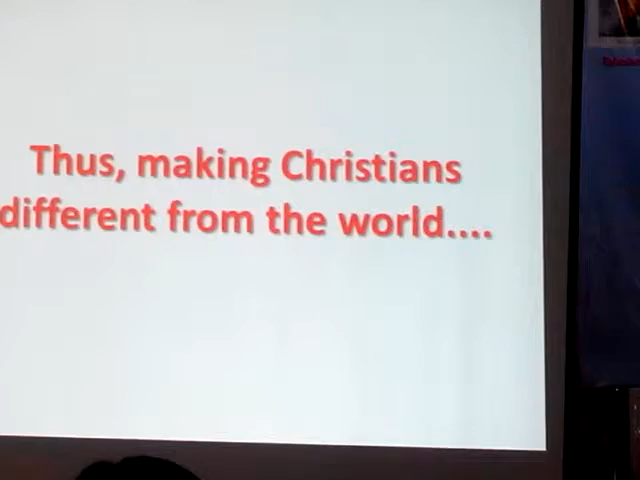 Thus, making Christians
different from the world....